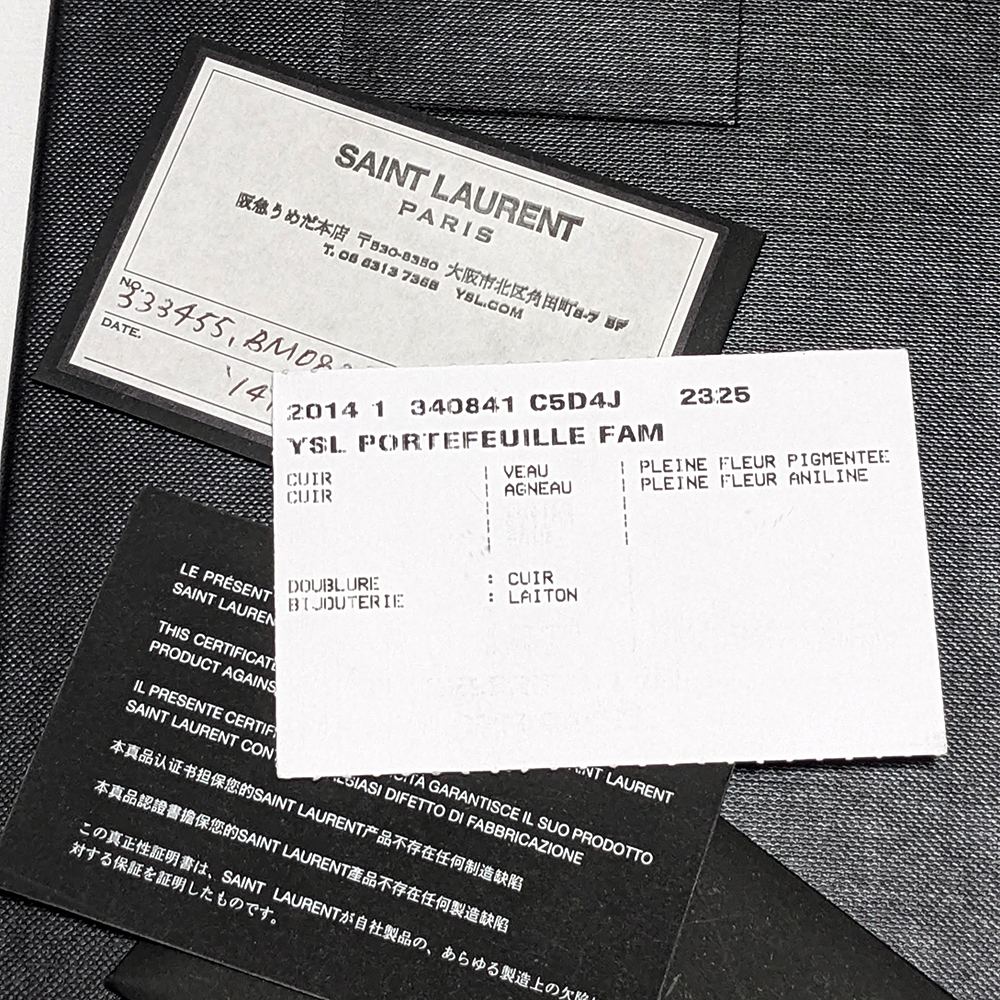 SAINT LAURENT
PARIS
阪急うめだ本店 〒530-8350 大阪市北区角田町8-7 5F
T. 06 6313 7368 YSL.COM
NO.
333455, BM08
DATE.
'14
2014 1 340841 C5D4J 23:25
YSL PORTEFEUILLE FAM
CUIR ¦ VEAU ¦ PLEINE FLEUR PIGMENTEE
CUIR ¦ AGNEAU ¦ PLEINE FLEUR ANILINE
DOUBLURE : CUIR
BIJOUTERIE : LAITON
LE PRÉSENT
SAINT LAUREN
THIS CERTIFICATE
PRODUCT AGAINS
IL PRESENTE CERTIF
SAINT LAURENT
CITÀ GARANTISCE IL SUO PRODOTTO
SAINT LAURENT CON
LSIASI DIFETTO DI FABBRICAZIONE
本真品认证书担保您的SAINT LAURENT产品不存在任何制造缺陷
本真品認證書擔保您的SAINT LAURENT產品不存在任何製造缺陷
この真正性証明書は、SAINT LAURENTが自社製品の、あらゆる製造上の欠陥に
対する保証を証明したものです。